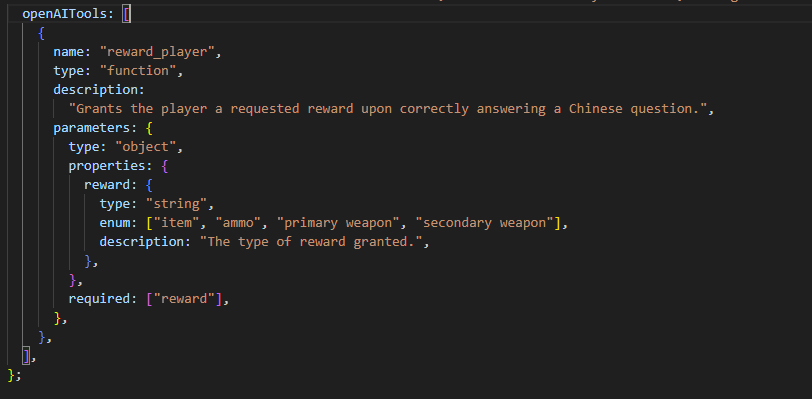 openAITools: [
{
name: "reward_player",
type: "function",
description:
"Grants the player a requested reward upon correctly answering a Chinese question.",
parameters: {
type: "object",
properties: {
reward: {
type: "string",
enum: ["item", "ammo", "primary weapon", "secondary weapon"],
description: "The type of reward granted.",
},
},
required: ["reward"],
},
},
],
};